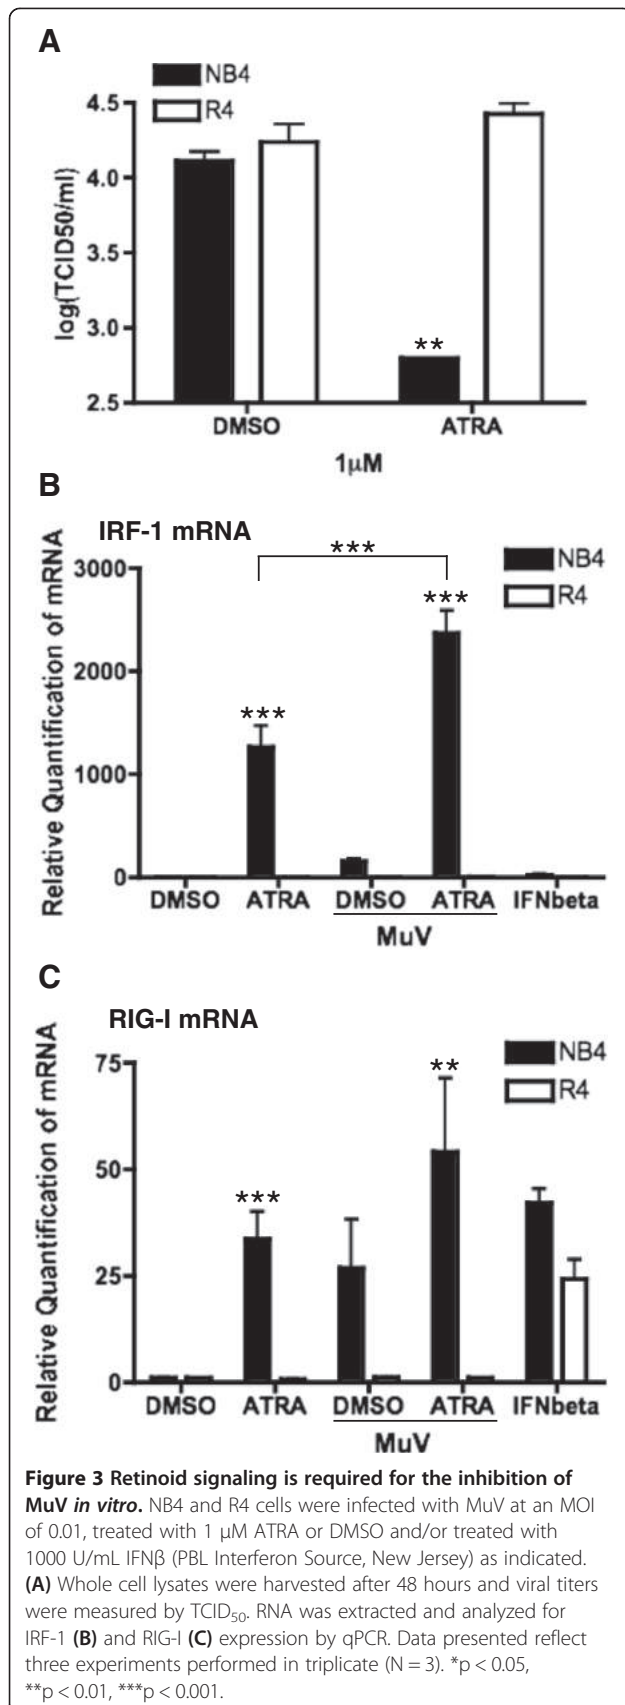 A
NB4
R4
4.5
4.0
3.5
3.0
2.5
log(TCID50/ml)
**
DMSO ATRA
1µM
B
IRF-1 mRNA
NB4
R4
***
***
***
3000
2000
1000
0
Relative Quantification of mRNA
DMSO ATRA DMSO ATRA IFNbeta
MuV
C
RIG-I mRNA
NB4
R4
**
***
75
50
25
0
Relative Quantification of mRNA
DMSO ATRA DMSO ATRA IFNbeta
MuV
Figure 3 Retinoid signaling is required for the inhibition of
MuV in vitro. NB4 and R4 cells were infected with MuV at an MOI
of 0.01, treated with 1 μM ATRA or DMSO and/or treated with
1000 U/mL IFNβ (PBL Interferon Source, New Jersey) as indicated.
(A) Whole cell lysates were harvested after 48 hours and viral titers
were measured by TCID50. RNA was extracted and analyzed for
IRF-1 (B) and RIG-I (C) expression by qPCR. Data presented reflect
three experiments performed in triplicate (N = 3). *p < 0.05,
**p < 0.01, ***p < 0.001.